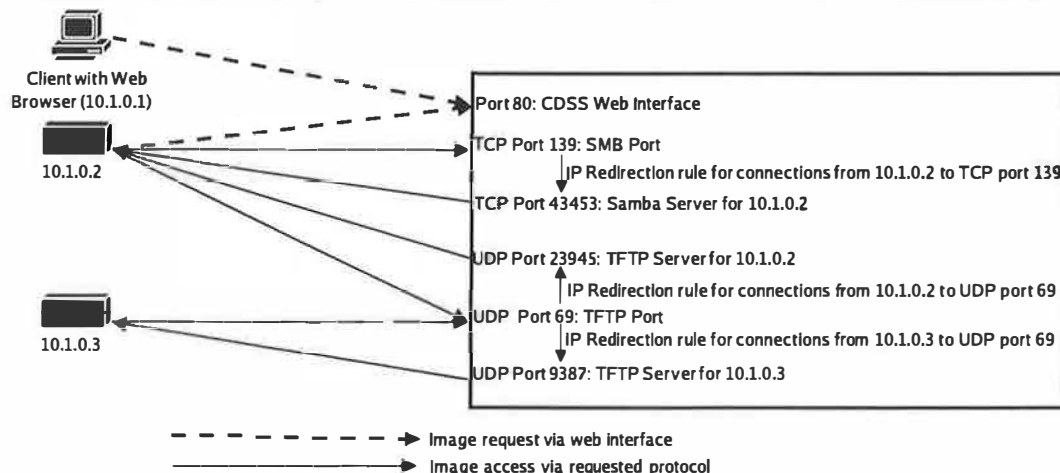 Client with Web
Browser (10.1.0.1)
10.1.0.2
10.1.0.3
Port 80: CDSS Web Interface
TCP Port 139: SMB Port
IP Redirection rule for connections from 10.1.0.2 to TCP port 139
TCP Port 43453: Samba Server for 10.1.0.2
UDP Port 23945: TFTP Server for 10.1.0.2
IP Redirection rule for connections from 10.1.0.2 to UDP port 69
UDP Port 69: TFTP Port
IP Redirection rule for connections from 10.1.0.3 to UDP port 69
UDP Port 9387: TFTP Server for 10.1.0.3
Image request via web interface
Image access via requested protocol